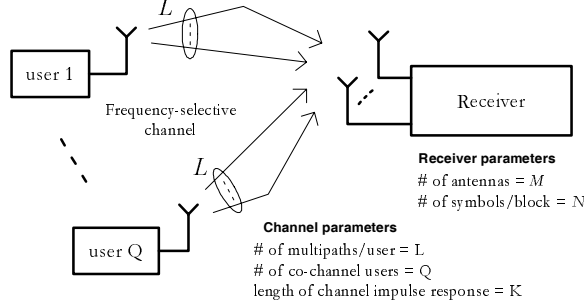 L
user 1
Frequency-selective
channel
Receiver
L
Receiver parameters
# of antennas = M
# of symbols/block = N
user Q
Channel parameters
# of multipaths/user = L
# of co-channel users = Q
length of channel impulse response = K